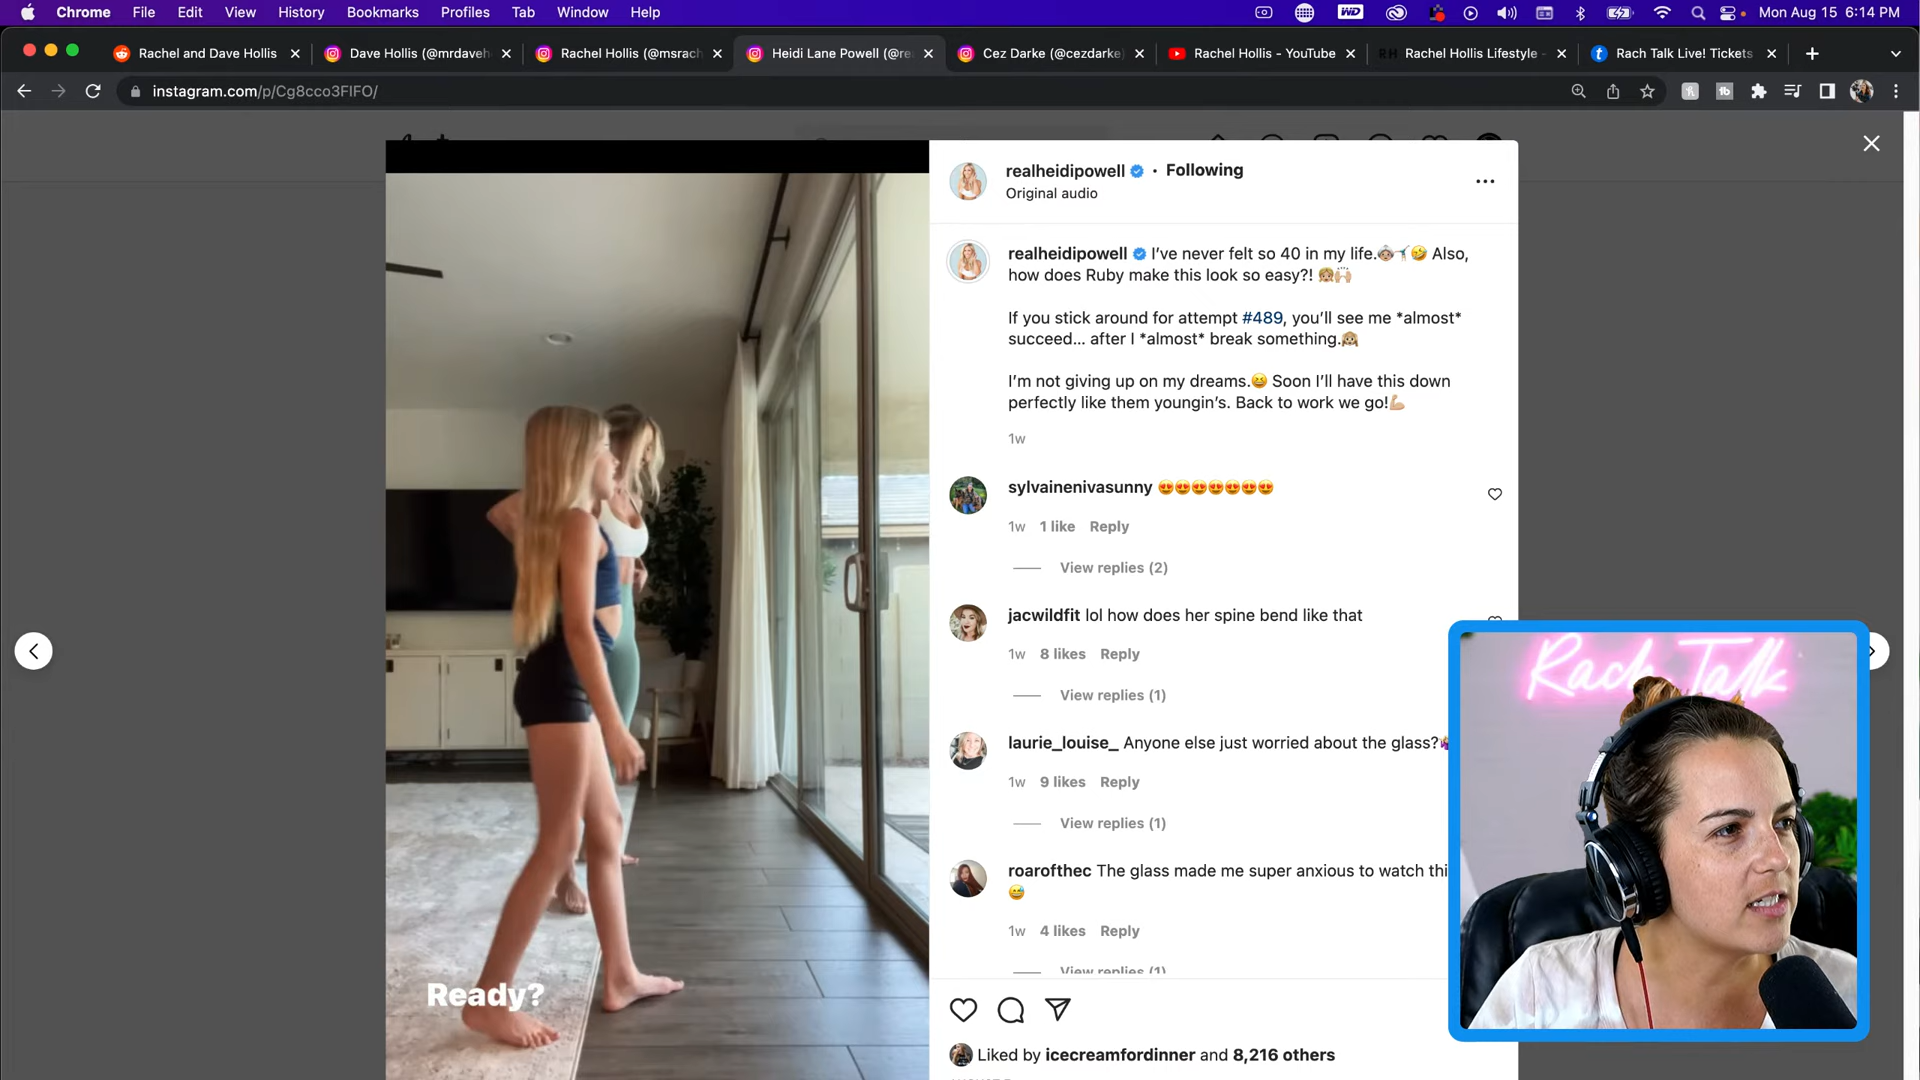 Chrome File Edit View History Bookmarks Profiles Tab Window Help Mon Aug 15 6:14 PM
Rachel and Dave Hollis Dave Hollis (@mrdaveh Rachel Hollis (@msrach Heidi Lane Powell (@rea Cez Darke (@cezdarke) Rachel Hollis - YouTube Rachel Hollis Lifestyle - Rach Talk Live! Tickets
instagram.com/p/Cg8cco3FIFO/
realheidipowell • Following
Original audio
realheidipowell I've never felt so 40 in my life.👵🏼🔫🤣 Also,
how does Ruby make this look so easy?! 👧🏼🙌🏼
If you stick around for attempt #489, you'll see me *almost*
succeed... after I *almost* break something.🙈
I'm not giving up on my dreams.😆 Soon I'll have this down
perfectly like them youngin's. Back to work we go!💪🏼
1w
sylvainenivasunny 😍😍😍😍😍😍😍
1w 1 like Reply
View replies (2)
jacwildfit lol how does her spine bend like that
1w 8 likes Reply
View replies (1)
laurie_louise_ Anyone else just worried about the glass?
1w 9 likes Reply
View replies (1)
roarofthec The glass made me super anxious to watch thi
😅
1w 4 likes Reply
View replies (1)
Liked by icecreamfordinner and 8,216 others
Ready?
Rach Talk